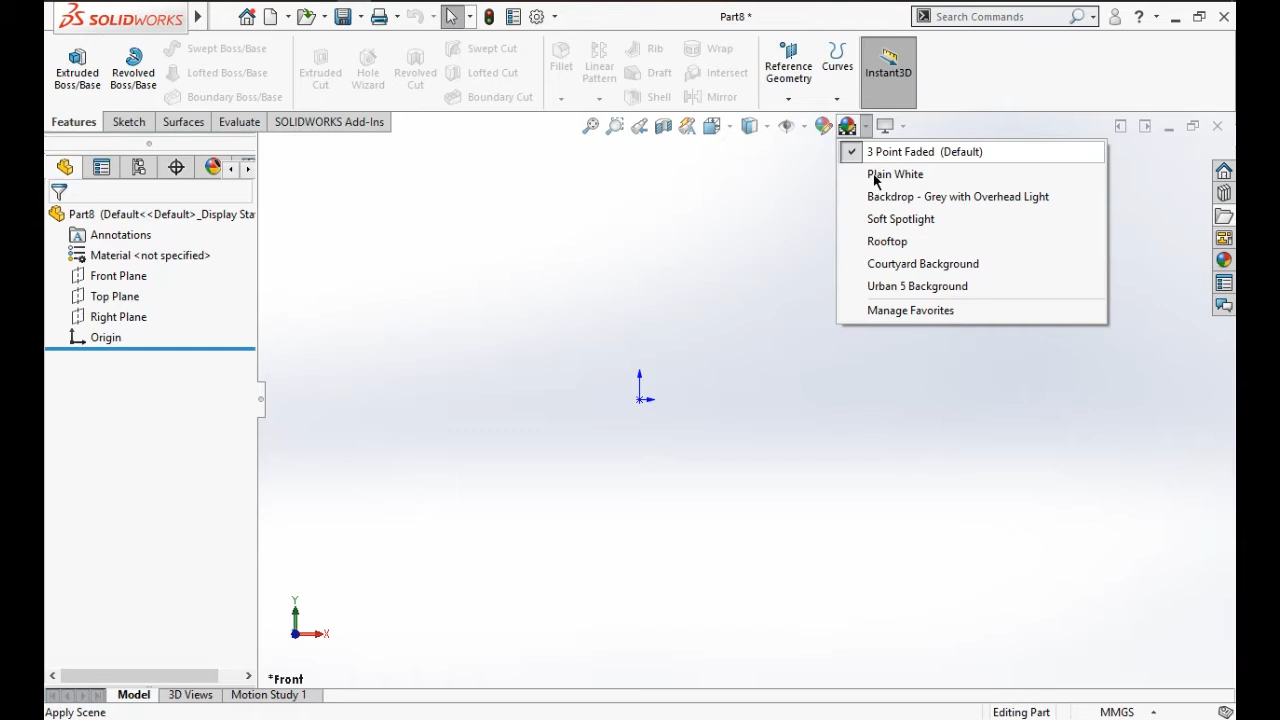 SOLIDWORKS
Part8 *
Search Commands
Extruded Boss/Base
Revolved Boss/Base
Swept Boss/Base
Lofted Boss/Base
Boundary Boss/Base
Extruded Cut
Hole Wizard
Revolved Cut
Swept Cut
Lofted Cut
Boundary Cut
Fillet
Linear Pattern
Rib
Draft
Shell
Wrap
Intersect
Mirror
Reference Geometry
Curves
Instant3D
Features
Sketch
Surfaces
Evaluate
SOLIDWORKS Add-Ins
3 Point Faded (Default)
Plain White
Backdrop - Grey with Overhead Light
Soft Spotlight
Rooftop
Courtyard Background
Urban 5 Background
Manage Favorites
Part8 (Default<<Default>_Display Sta
Annotations
Material <not specified>
Front Plane
Top Plane
Right Plane
Origin
Y
X
*Front
Model
3D Views
Motion Study 1
Apply Scene
Editing Part
MMGS